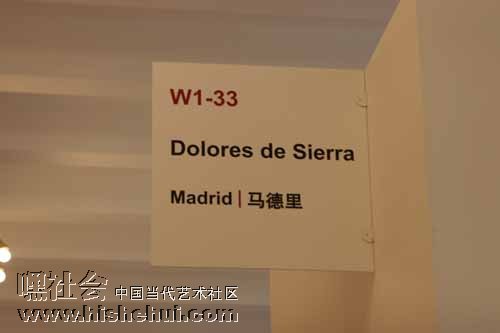 W1-33
Dolores de Sierra
Madrid | 马德里
嘿社会 中国当代艺术社区
www.hishehui.com